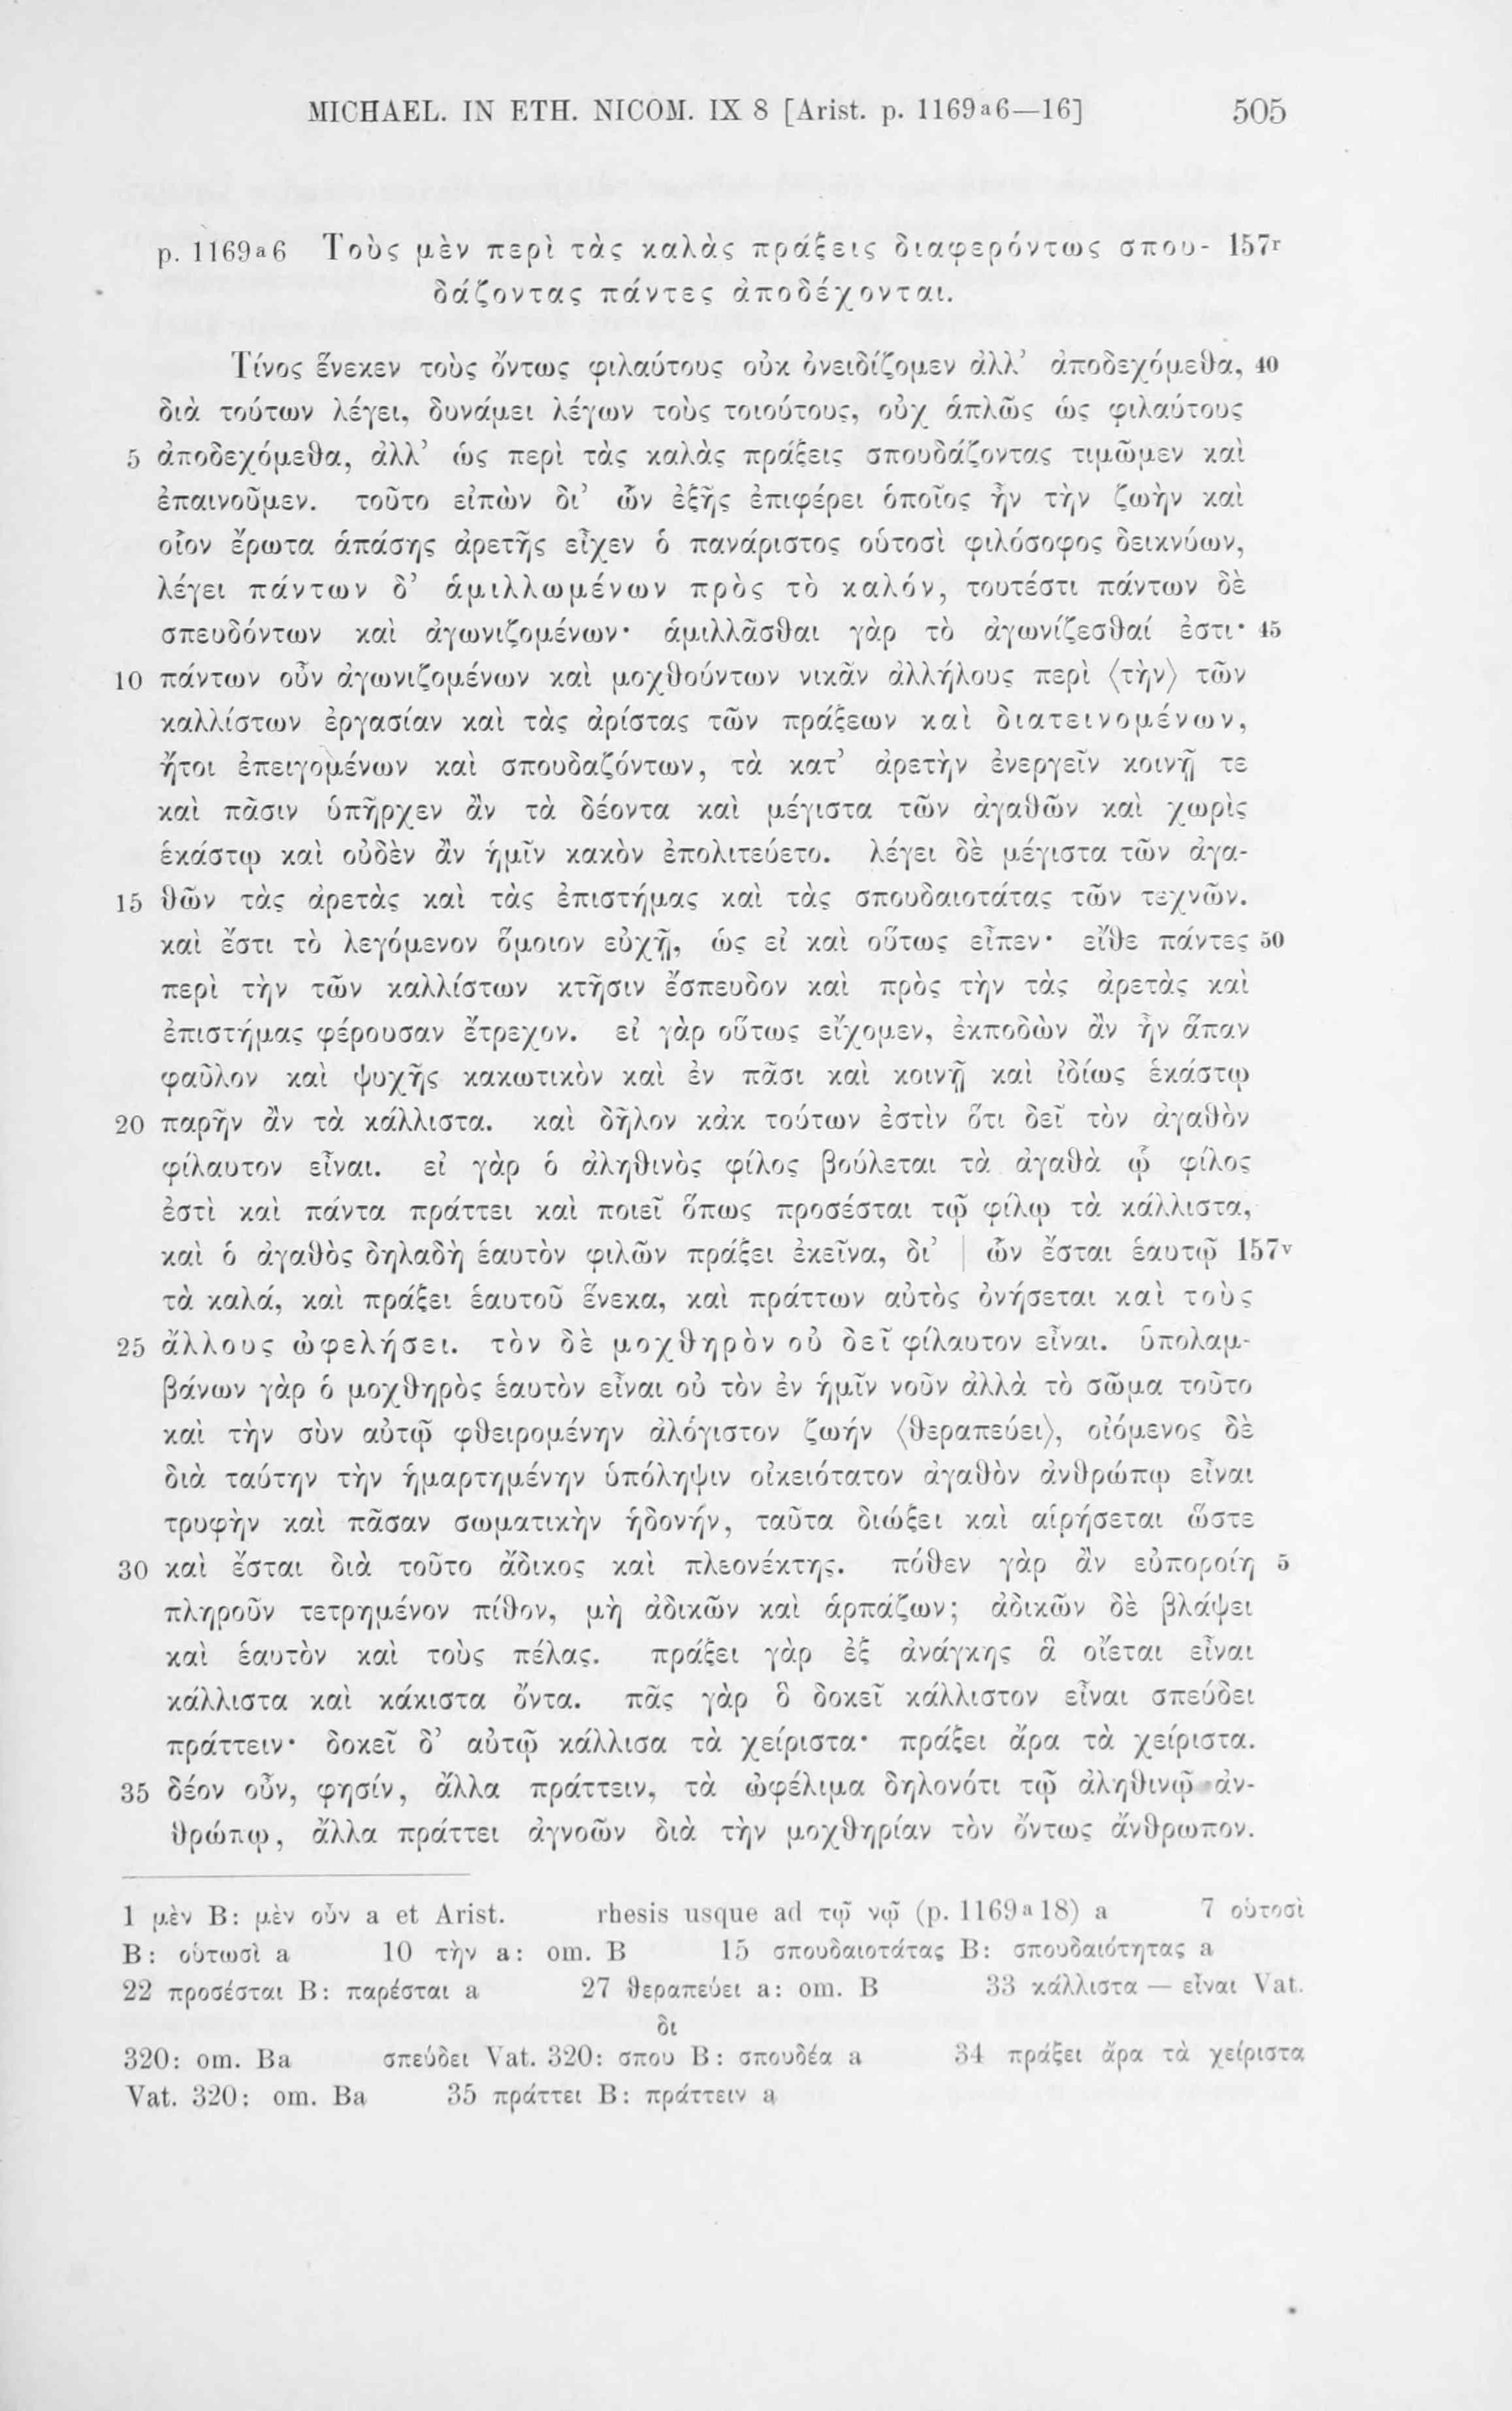 MICHAEL. IN ETH. NICOM. IX 8 [Arist. p. 1169a6—16] 505
p. 1169a6 Τοὺς μὲν περὶ τὰς καλὰς πράξεις διαφερόντως σπου- 157r
δάζοντας πάντες ἀποδέχονται.
Τίνος ἕνεκεν τοὺς ὄντως φιλαύτους οὐκ ὀνειδίζομεν ἀλλ’ ἀποδεχόμεθα, 40
διὰ τούτων λέγει, δυνάμει λέγων τοὺς τοιούτους, οὐχ ἁπλῶς ὡς φιλαύτους
5 ἀποδεχόμεθα, ἀλλ’ ὡς περὶ τὰς καλὰς πράξεις σπουδάζοντας τιμῶμεν καὶ
ἐπαινοῦμεν. τοῦτο εἰπὼν δι’ ὧν ἑξῆς ἐπιφέρει ὁποῖος ἦν τὴν ζωὴν καὶ
οἷον ἔρωτα ἁπάσης ἀρετῆς εἶχεν ὁ πανάριστος οὑτοσὶ φιλόσοφος δεικνύων,
λέγει πάντων δ’ ἁμιλλωμένων πρὸς τὸ καλόν, τουτέστι πάντων δὲ
σπευδόντων καὶ ἀγωνιζομένων· ἁμιλλᾶσθαι γὰρ τὸ ἀγωνίζεσθαί ἐστι· 45
10 πάντων οὖν ἀγωνιζομένων καὶ μοχθούντων νικᾶν ἀλλήλους περὶ ⟨τὴν⟩ τῶν
καλλίστων ἐργασίαν καὶ τὰς ἀρίστας τῶν πράξεων καὶ διατεινομένων,
ἤτοι ἐπειγομένων καὶ σπουδαζόντων, τὰ κατ’ ἀρετὴν ἐνεργεῖν κοινῇ τε
καὶ πᾶσιν ὑπῆρχεν ἂν τὰ δέοντα καὶ μέγιστα τῶν ἀγαθῶν καὶ χωρὶς
ἑκάστῳ καὶ οὐδὲν ἂν ἡμῖν κακὸν ἐπολιτεύετο. λέγει δὲ μέγιστα τῶν ἀγα-
15 θῶν τὰς ἀρετὰς καὶ τὰς ἐπιστήμας καὶ τὰς σπουδαιοτάτας τῶν τεχνῶν.
καὶ ἔστι τὸ λεγόμενον ὅμοιον εὐχῇ, ὡς εἰ καὶ οὕτως εἶπεν· εἴθε πάντες 50
περὶ τὴν τῶν καλλίστων κτῆσιν ἔσπευδον καὶ πρὸς τὴν τὰς ἀρετὰς καὶ
ἐπιστήμας φέρουσαν ἔτρεχον. εἰ γὰρ οὕτως εἴχομεν, ἐκποδὼν ἂν ἦν ἅπαν
φαῦλον καὶ ψυχῆς κακωτικὸν καὶ ἐν πᾶσι καὶ κοινῇ καὶ ἰδίως ἑκάστῳ
20 παρῆν ἂν τὰ κάλλιστα. καὶ δῆλον κἀκ τούτων ἐστὶν ὅτι δεῖ τὸν ἀγαθὸν
φίλαυτον εἶναι. εἰ γὰρ ὁ ἀληθινὸς φίλος βούλεται τὰ ἀγαθὰ ᾧ φίλος
ἐστὶ καὶ πάντα πράττει καὶ ποιεῖ ὅπως προσέσται τῷ φίλῳ τὰ κάλλιστα,
καὶ ὁ ἀγαθὸς δηλαδὴ ἑαυτὸν φιλῶν πράξει ἐκεῖνα, δι’ | ὧν ἔσται ἑαυτῷ 157v
τὰ καλά, καὶ πράξει ἑαυτοῦ ἕνεκα, καὶ πράττων αὐτὸς ὀνήσεται καὶ τοὺς
25 ἄλλους ὠφελήσει. τὸν δὲ μοχθηρὸν οὐ δεῖ φίλαυτον εἶναι. ὑπολαμ-
βάνων γὰρ ὁ μοχθηρὸς ἑαυτὸν εἶναι οὐ τὸν ἐν ἡμῖν νοῦν ἀλλὰ τὸ σῶμα τοῦτο
καὶ τὴν σὺν αὐτῷ φθειρομένην ἀλόγιστον ζωήν ⟨θεραπεύει⟩, οἰόμενος δὲ
διὰ ταύτην τὴν ἡμαρτημένην ὑπόληψιν οἰκειότατον ἀγαθὸν ἀνθρώπῳ εἶναι
τρυφὴν καὶ πᾶσαν σωματικὴν ἡδονήν, ταῦτα διώξει καὶ αἱρήσεται ὥστε
30 καὶ ἔσται διὰ τοῦτο ἄδικος καὶ πλεονέκτης. πόθεν γὰρ ἂν εὐποροίη 5
πληροῦν τετρημένον πίθον, μὴ ἀδικῶν καὶ ἁρπάζων; ἀδικῶν δὲ βλάψει
καὶ ἑαυτὸν καὶ τοὺς πέλας. πράξει γὰρ ἐξ ἀνάγκης ἃ οἴεται εἶναι
κάλλιστα καὶ κάκιστα ὄντα. πᾶς γὰρ ὃ δοκεῖ κάλλιστον εἶναι σπεύδει
πράττειν· δοκεῖ δ’ αὐτῷ κάλλισα τὰ χείριστα· πράξει ἄρα τὰ χείριστα.
35 δέον οὖν, φησίν, ἄλλα πράττειν, τὰ ὠφέλιμα δηλονότι τῷ ἀληθινῷ ἀν-
θρώπῳ, ἄλλα πράττει ἀγνοῶν διὰ τὴν μοχθηρίαν τὸν ὄντως ἄνθρωπον.
1 μὲν B: μὲν οὖν a et Arist. rhesis usque ad τῷ νῷ (p. 1169a18) a 7 οὑτοσὶ
B: οὑτωσὶ a 10 τὴν a: om. B 15 σπουδαιοτάτας B: σπουδαιότητας a
22 προσέσται B: παρέσται a 27 θεραπεύει a: om. B 33 κάλλιστα — εἶναι Vat.
δι
320: om. Ba σπεύδει Vat. 320: σπου B: σπουδέα a 34 πράξει ἄρα τὰ χείριστα
Vat. 320: om. Ba 35 πράττει B: πράττειν a